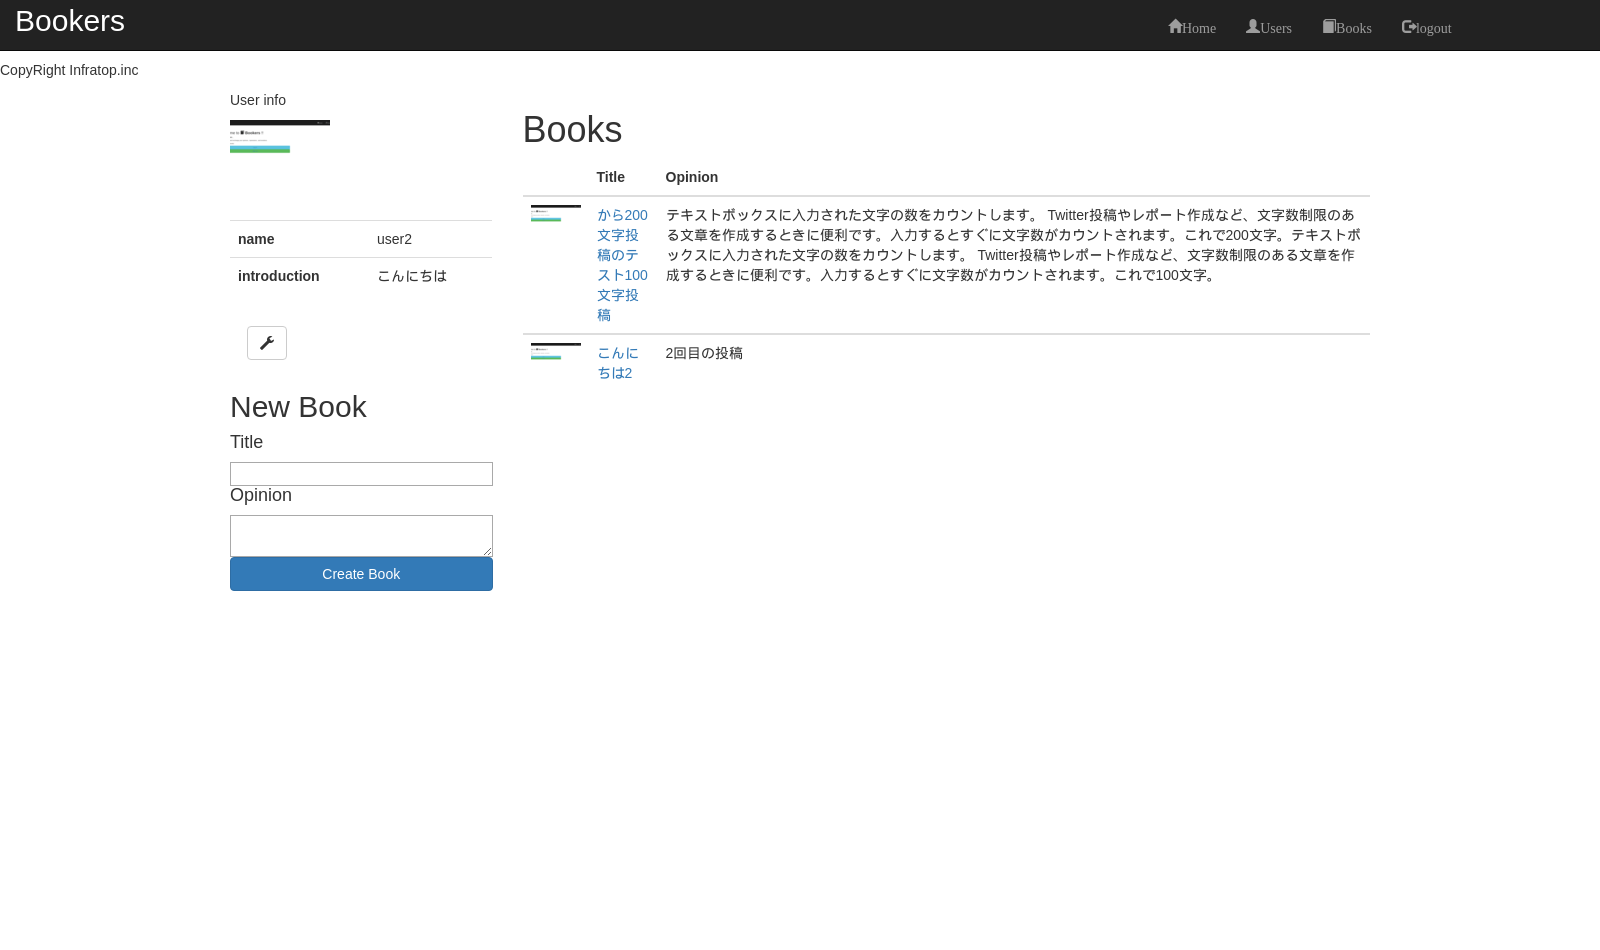 Bookers
Home Users Books logout
CopyRight Infratop.inc
User info
name user2
introduction こんにちは
New Book
Title
Opinion
Create Book
Books
Title Opinion
から200
文字投
稿のテ
スト100
文字投
稿
テキストボックスに入力された文字の数をカウントします。 Twitter投稿やレポート作成など、文字数制限のあ
る文章を作成するときに便利です。入力するとすぐに文字数がカウントされます。これで200文字。テキストボ
ックスに入力された文字の数をカウントします。 Twitter投稿やレポート作成など、文字数制限のある文章を作
成するときに便利です。入力するとすぐに文字数がカウントされます。これで100文字。
こんに
ちは2
2回目の投稿